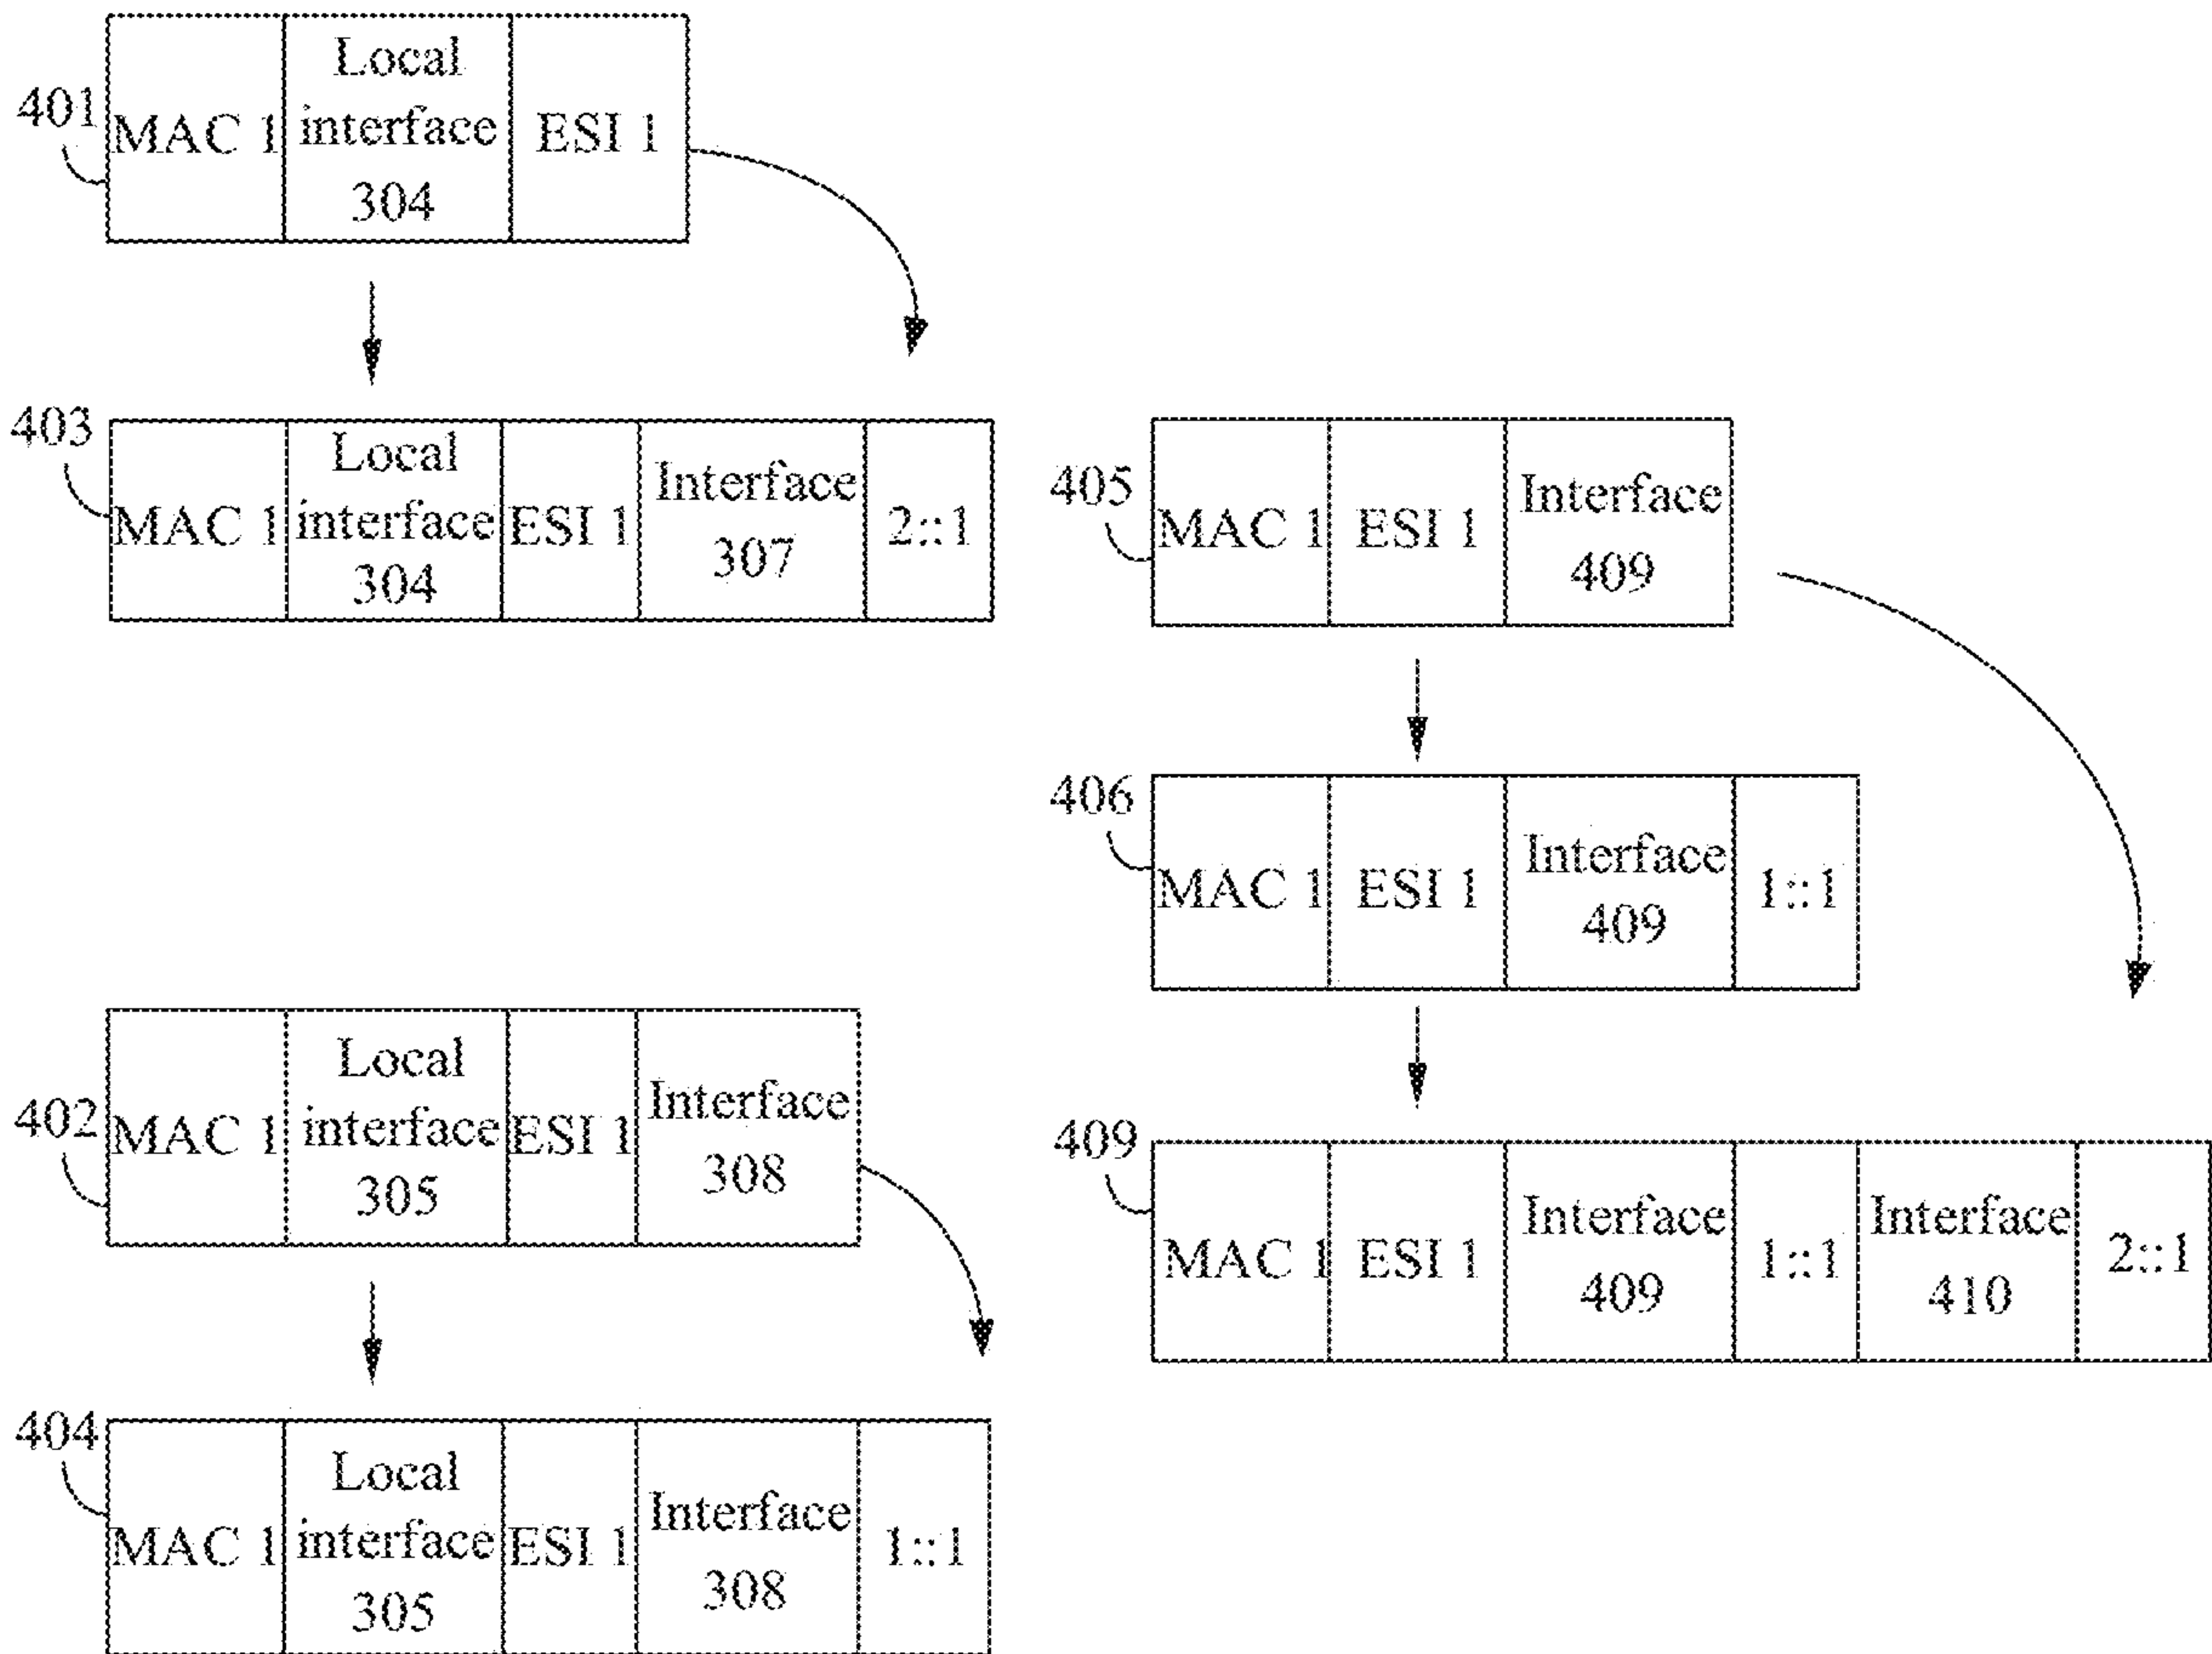 401
MAC 1
Local
interface
304
ESI 1
403
MAC 1
Local
interface
304
ESI 1
Interface
307
2::1
402
MAC 1
Local
interface
305
ESI 1
Interface
308
404
MAC 1
Local
interface
305
ESI 1
Interface
308
1::1
405
MAC 1
ESI 1
Interface
409
406
MAC 1
ESI 1
Interface
409
1::1
409
MAC 1
ESI 1
Interface
409
1::1
Interface
410
2::1